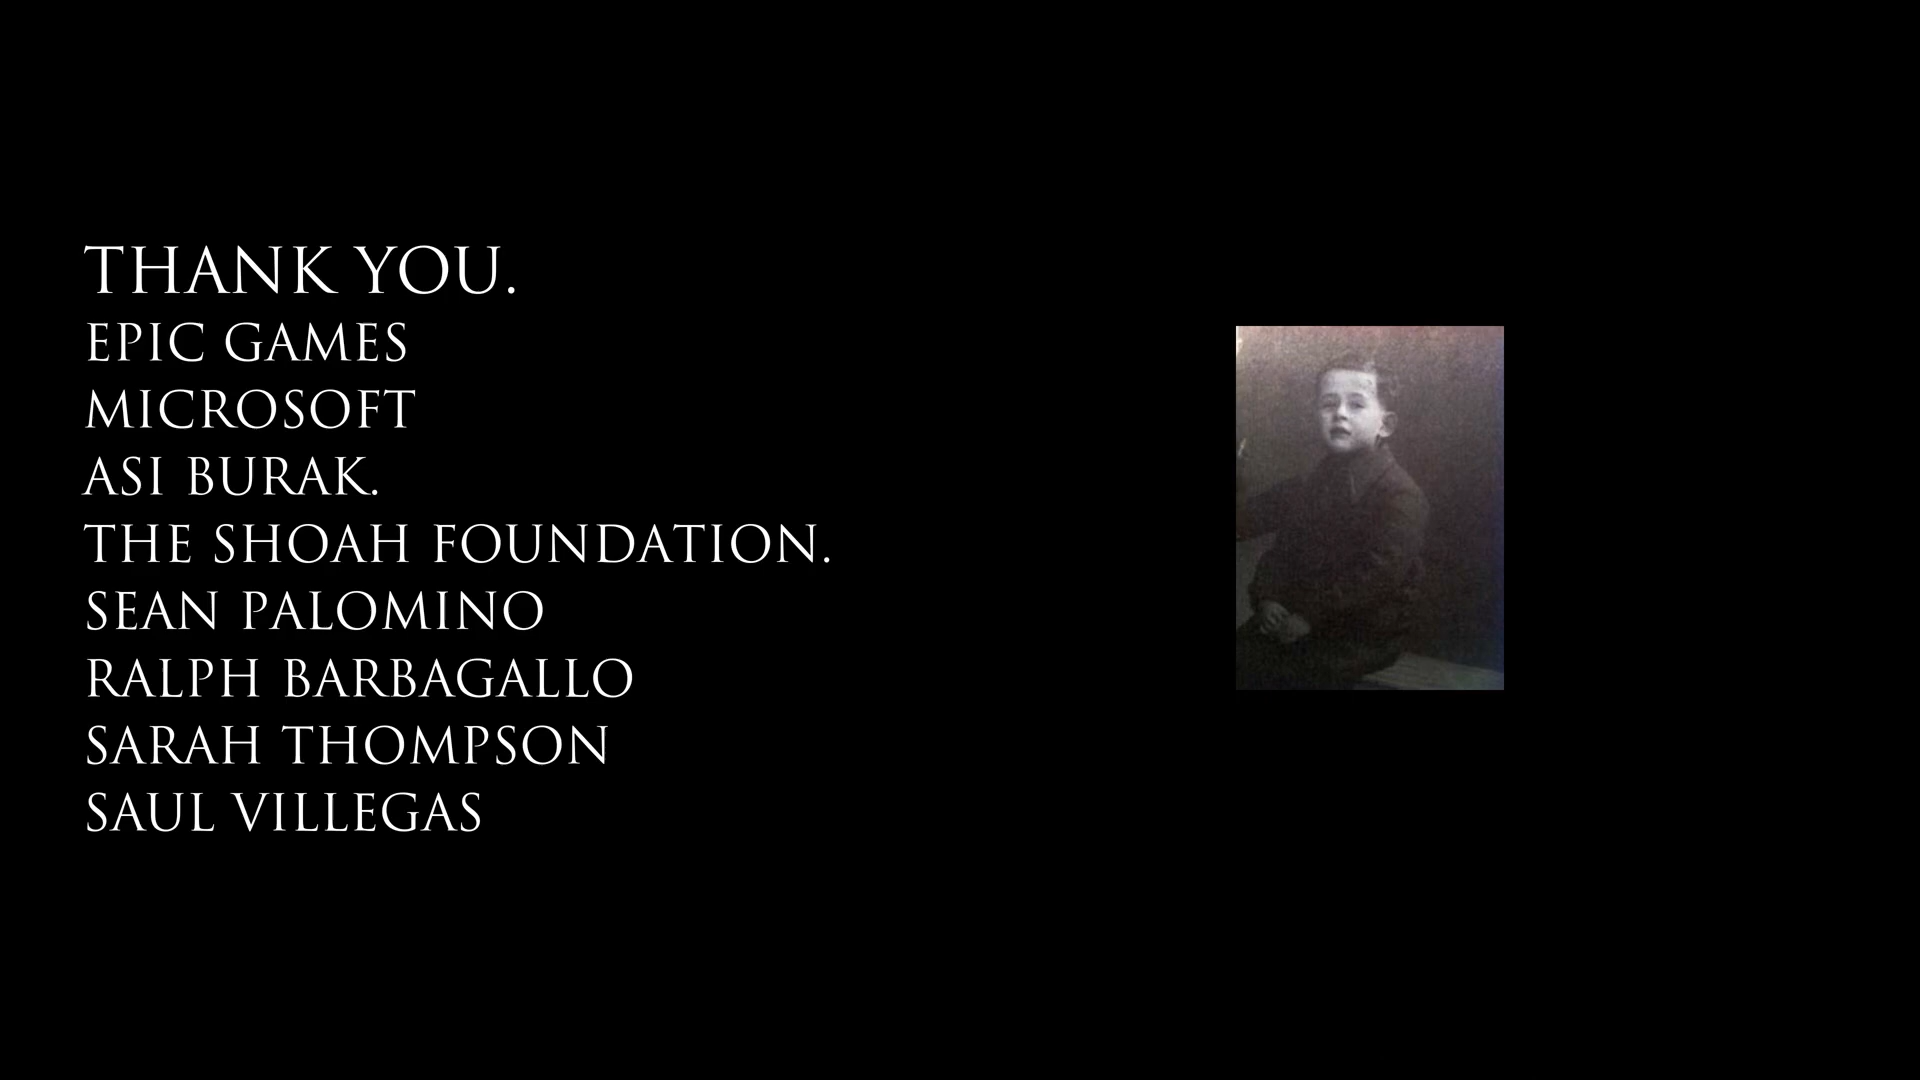 THANK YOU.
EPIC GAMES
MICROSOFT
ASI BURAK.
THE SHOAH FOUNDATION.
SEAN PALOMINO
RALPH BARBAGALLO
SARAH THOMPSON
SAUL VILLEGAS